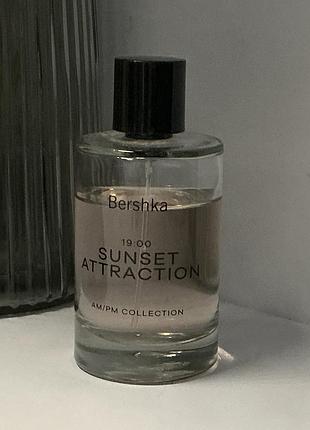 Bershka
19:00
SUNSET
ATTRACTION
AM/PM COLLECTION